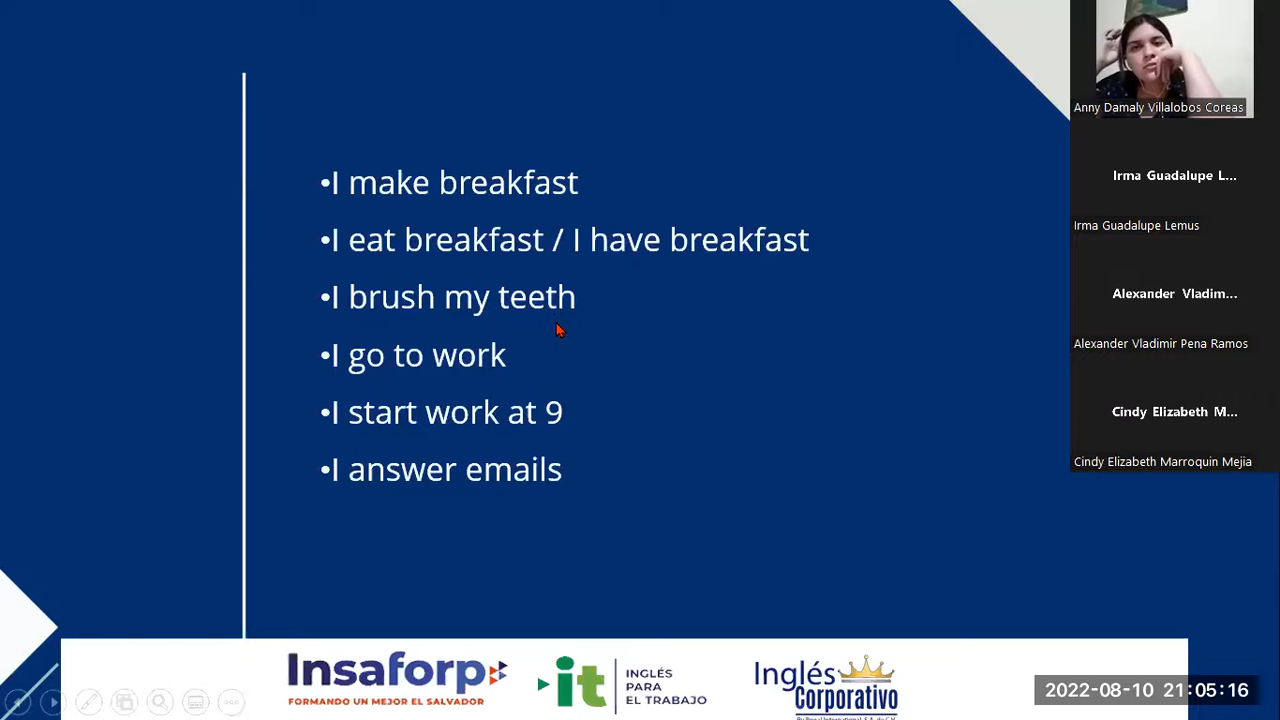 •I make breakfast
•I eat breakfast / I have breakfast
•I brush my teeth
•I go to work
•I start work at 9
•I answer emails
Anny Damaly Villalobos Coreas
Irma Guadalupe L...
Irma Guadalupe Lemus
Alexander Vladim...
Alexander Vladimir Pena Ramos
Cindy Elizabeth M...
Cindy Elizabeth Marroquin Mejia
Insaforp
FORMANDO UN MEJOR EL SALVADOR
it
INGLÉS
PARA
EL TRABAJO
Inglés
Corporativo
2022-08-10 21:05:16